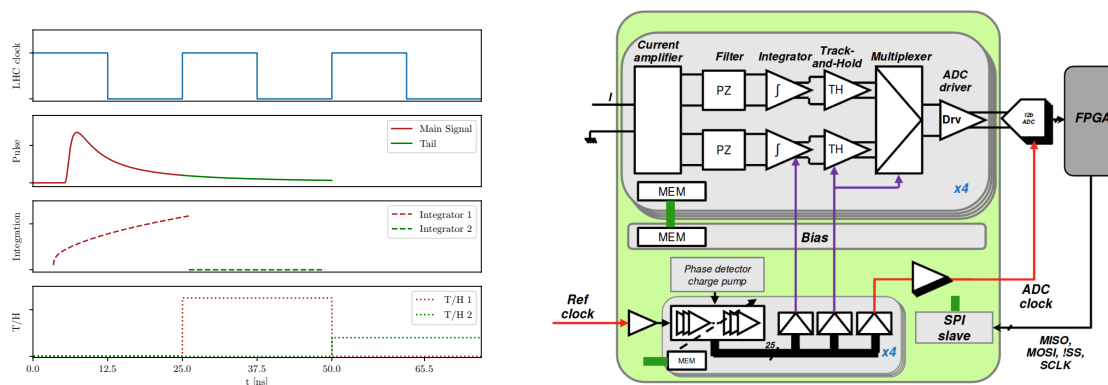 LHC clock
Pulse
Main Signal
Tail
Integration
Integrator 1
Integrator 2
T/H
T/H 1
T/H 2
0.0 12.5 25.0 37.5 50.0 65.5
t [ns]
Current
amplifier
Filter
Integrator
Track-
and-Hold
Multiplexer
ADC
driver
I
PZ
∫
TH
Drv
12b
ADC
FPGA
PZ
∫
TH
MEM
x4
MEM
Bias
Phase detector
charge pump
Ref
clock
ADC
clock
SPI
slave
25
MEM
x4
MISO,
MOSI, !SS,
SCLK